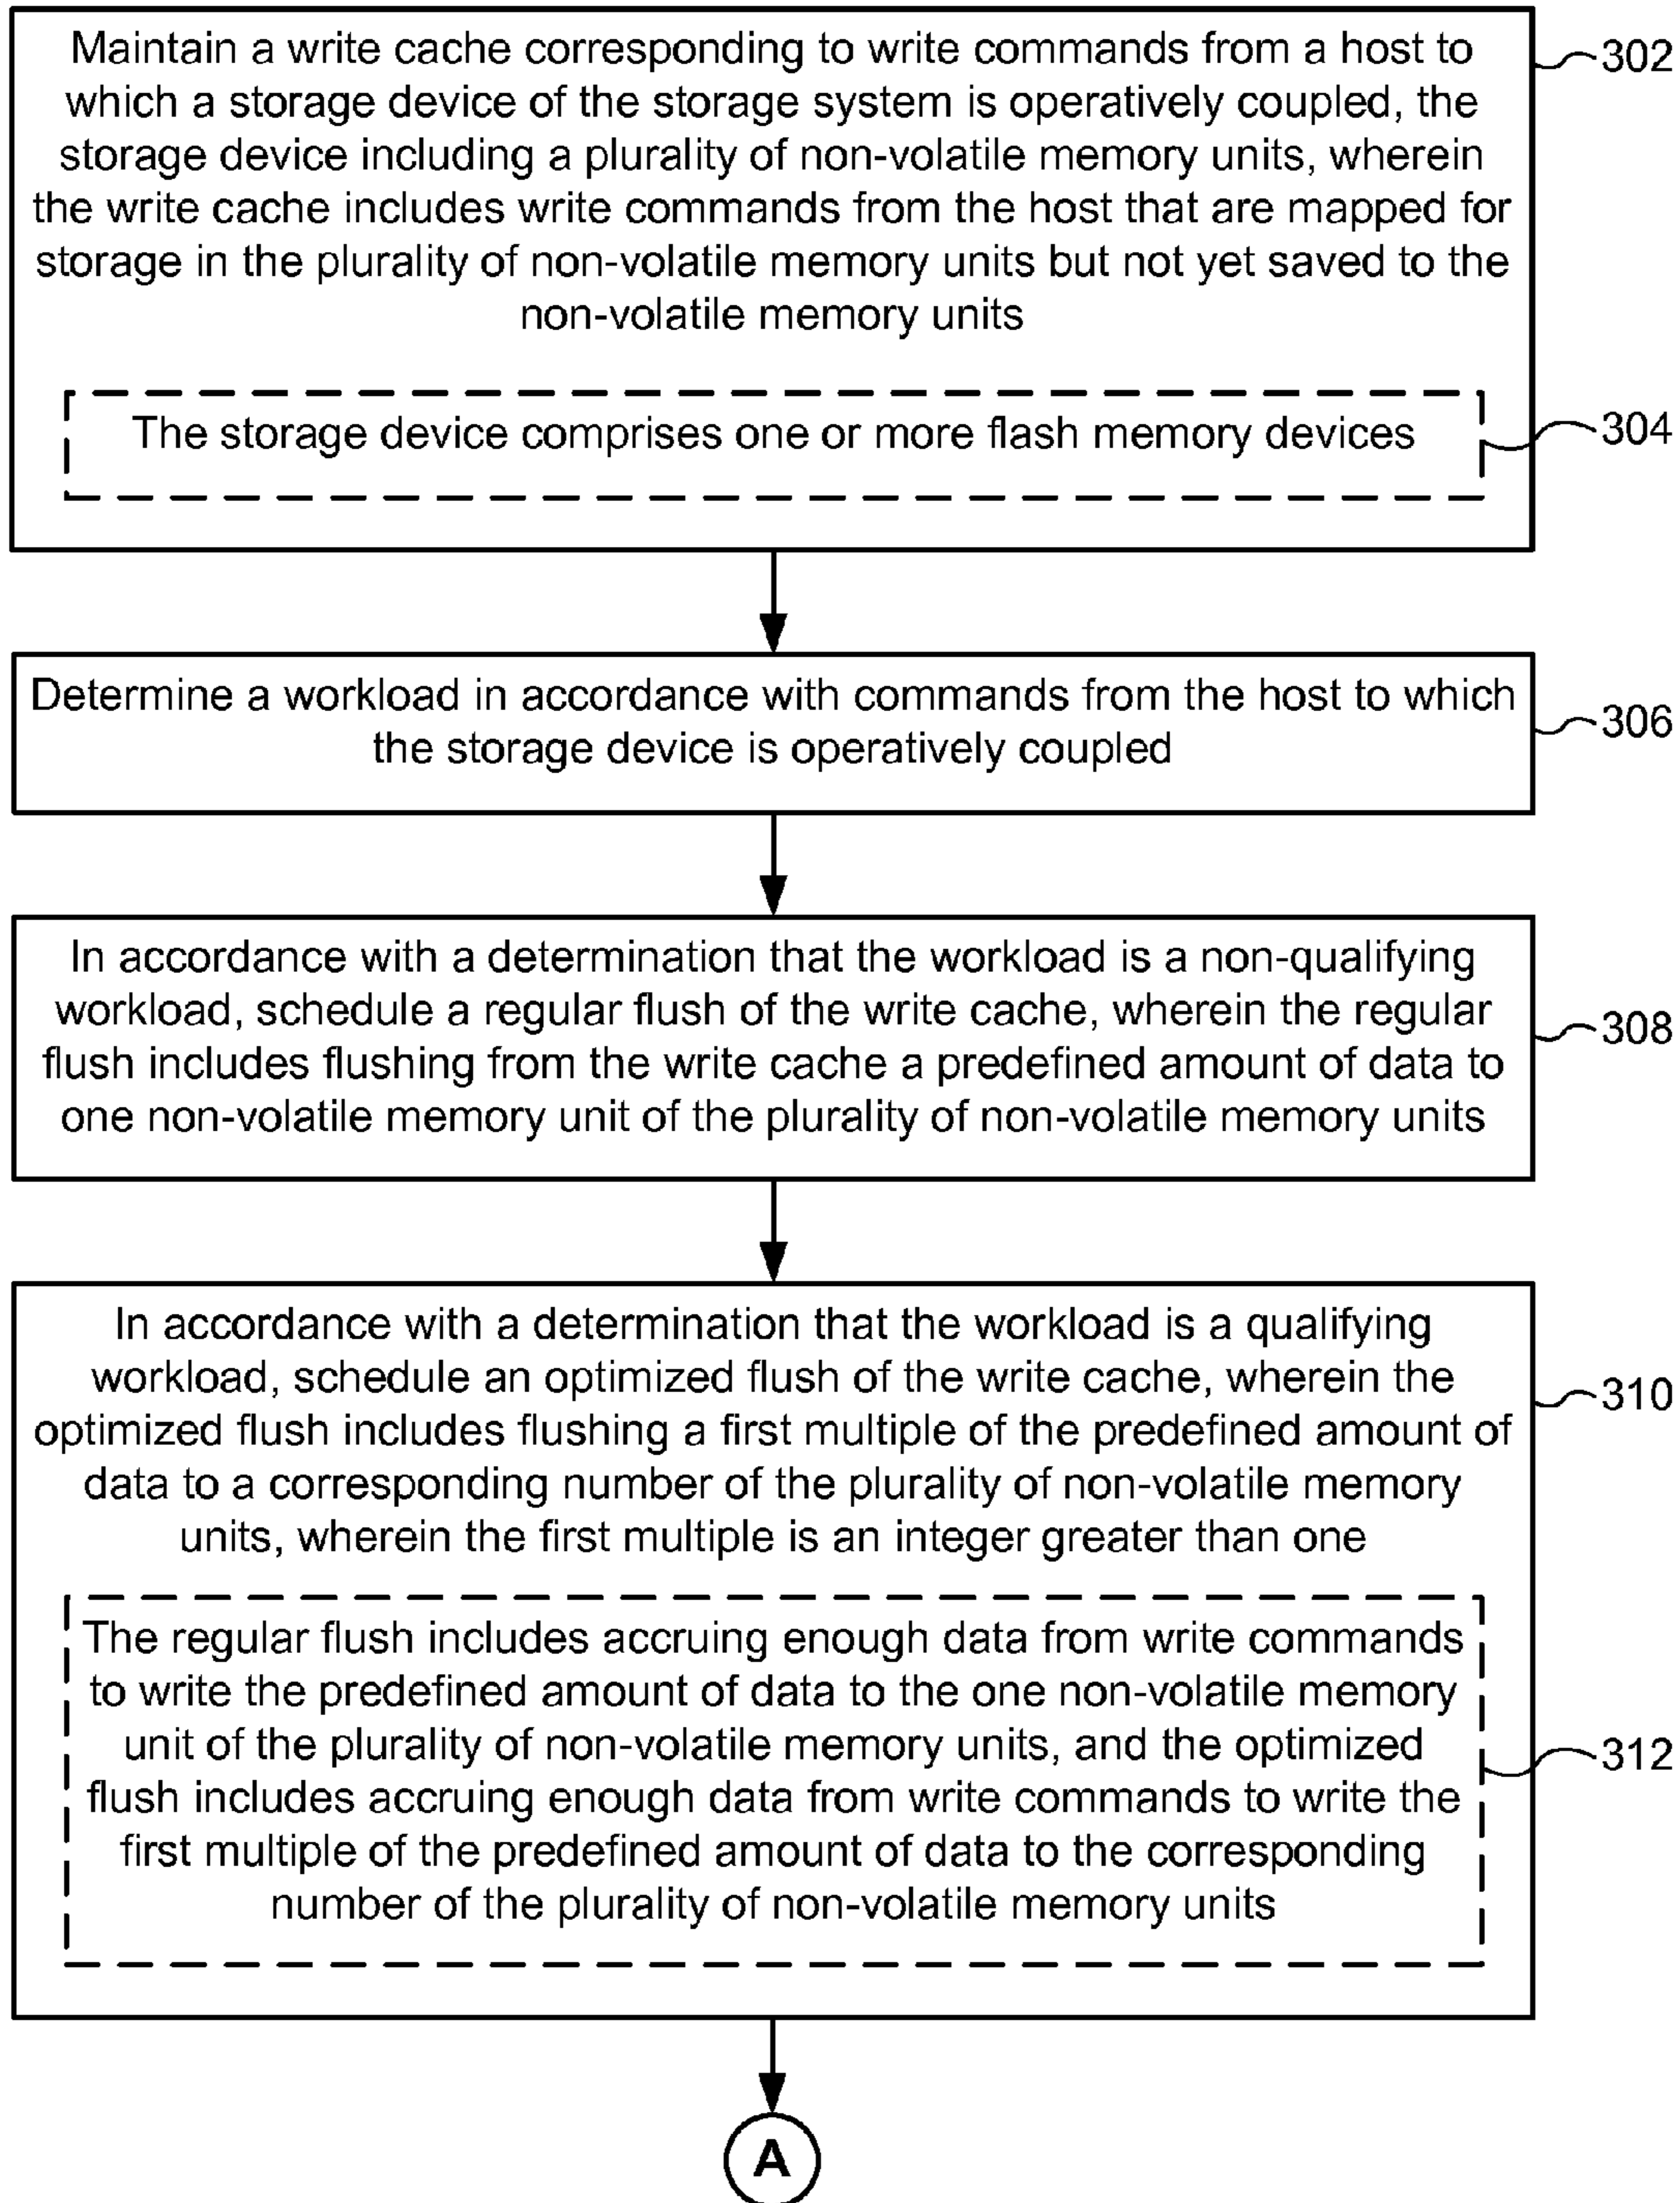 Maintain a write cache corresponding to write commands from a host to
which a storage device of the storage system is operatively coupled, the
storage device including a plurality of non-volatile memory units, wherein
the write cache includes write commands from the host that are mapped for
storage in the plurality of non-volatile memory units but not yet saved to the
non-volatile memory units
302
The storage device comprises one or more flash memory devices
304
Determine a workload in accordance with commands from the host to which
the storage device is operatively coupled
306
In accordance with a determination that the workload is a non-qualifying
workload, schedule a regular flush of the write cache, wherein the regular
flush includes flushing from the write cache a predefined amount of data to
one non-volatile memory unit of the plurality of non-volatile memory units
308
In accordance with a determination that the workload is a qualifying
workload, schedule an optimized flush of the write cache, wherein the
optimized flush includes flushing a first multiple of the predefined amount of
data to a corresponding number of the plurality of non-volatile memory
units, wherein the first multiple is an integer greater than one
310
The regular flush includes accruing enough data from write commands
to write the predefined amount of data to the one non-volatile memory
unit of the plurality of non-volatile memory units, and the optimized
flush includes accruing enough data from write commands to write the
first multiple of the predefined amount of data to the corresponding
number of the plurality of non-volatile memory units
312
A